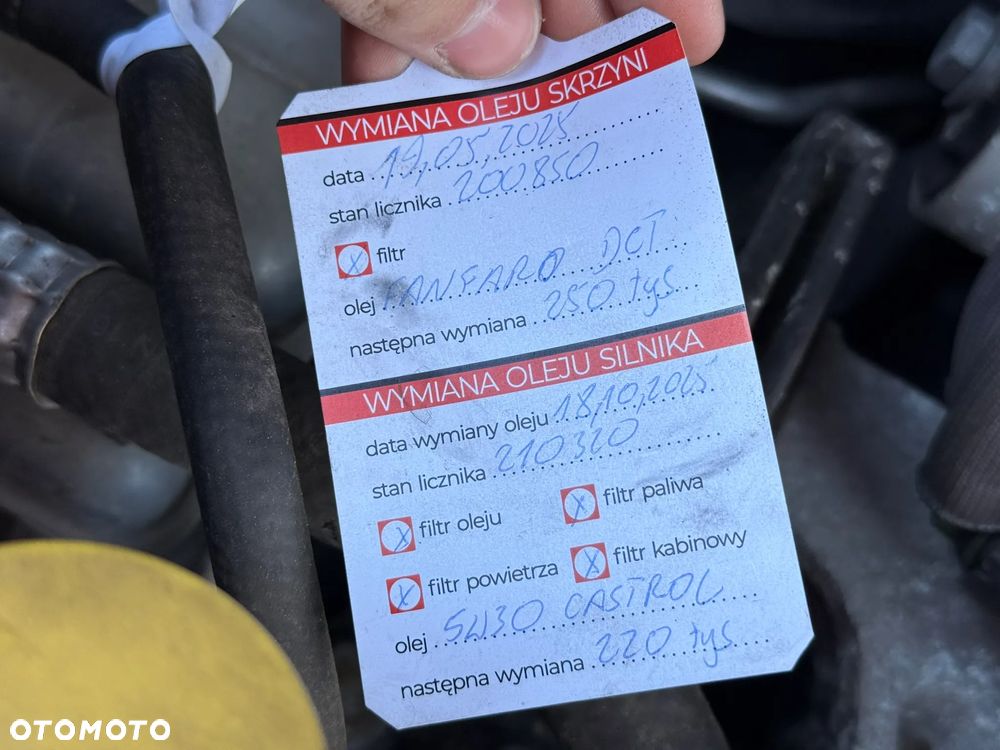 WYMIANA OLEJU SKRZYNI
data 19,05,2025
stan licznika 200850
X filtr
olej FANFARO DCT
następna wymiana 250 tys
WYMIANA OLEJU SILNIKA
data wymiany oleju 18,10,2025
stan licznika 210320
X filtr oleju X filtr paliwa
X filtr powietrza X filtr kabinowy
olej 5W30 CASTROL
następna wymiana 220 tys
OTOMOTO